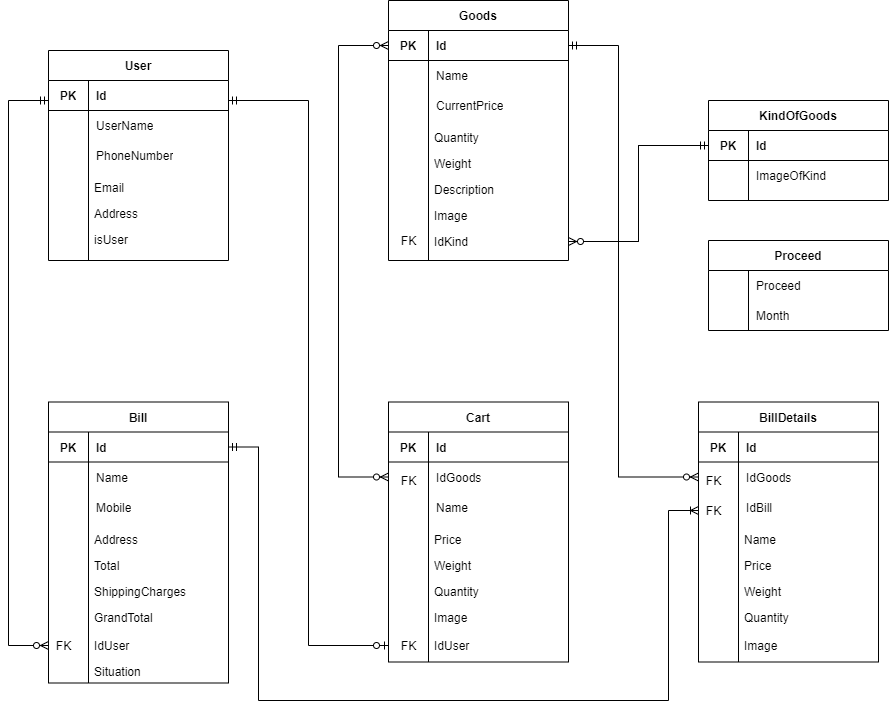 User
PK Id
UserName
PhoneNumber
Email
Address
isUser
Goods
PK Id
Name
CurrentPrice
Quantity
Weight
Description
Image
FK IdKind
KindOfGoods
PK Id
ImageOfKind
Proceed
Proceed
Month
Bill
PK Id
Name
Mobile
Address
Total
ShippingCharges
GrandTotal
FK IdUser
Situation
Cart
PK Id
FK IdGoods
Name
Price
Weight
Quantity
Image
FK IdUser
BillDetails
PK Id
FK IdGoods
FK IdBill
Name
Price
Weight
Quantity
Image